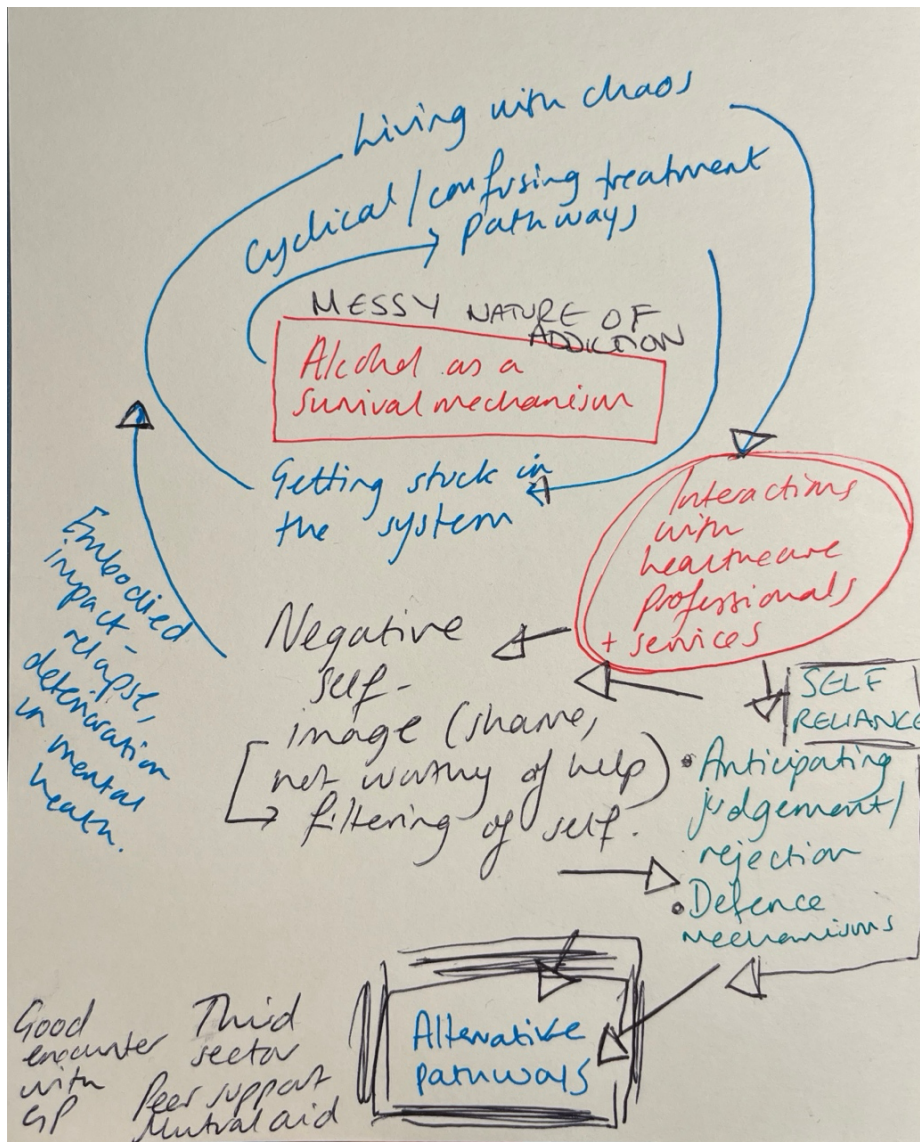 Living with chaos
Cyclical / confusing treatment
pathways
MESSY NATURE OF
ADDICTION
Alcohol as a
survival mechanism
Getting stuck in
the system
Interactions
with
healthcare
professionals
+ services
Embodied
impact -
relapse,
deterioration
in mental
health.
Negative
self-
image (shame,
not worthy of help)
filtering of self.
SELF
RELIANCE
• Anticipating
judgement/
rejection
• Defence
mechanisms
Alternative
pathways
Good
encounter
with
GP
Third
sector
Peer support
Mutual aid